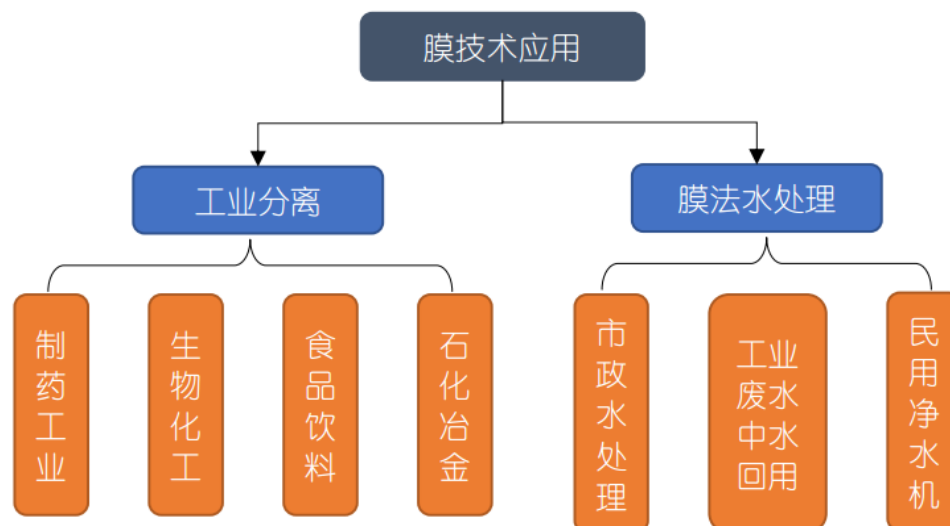 膜技术应用
工业分离
膜法水处理
制药工业
生物化工
食品饮料
石化冶金
市政水处理
工业
废水
中水
回用
民用净水机